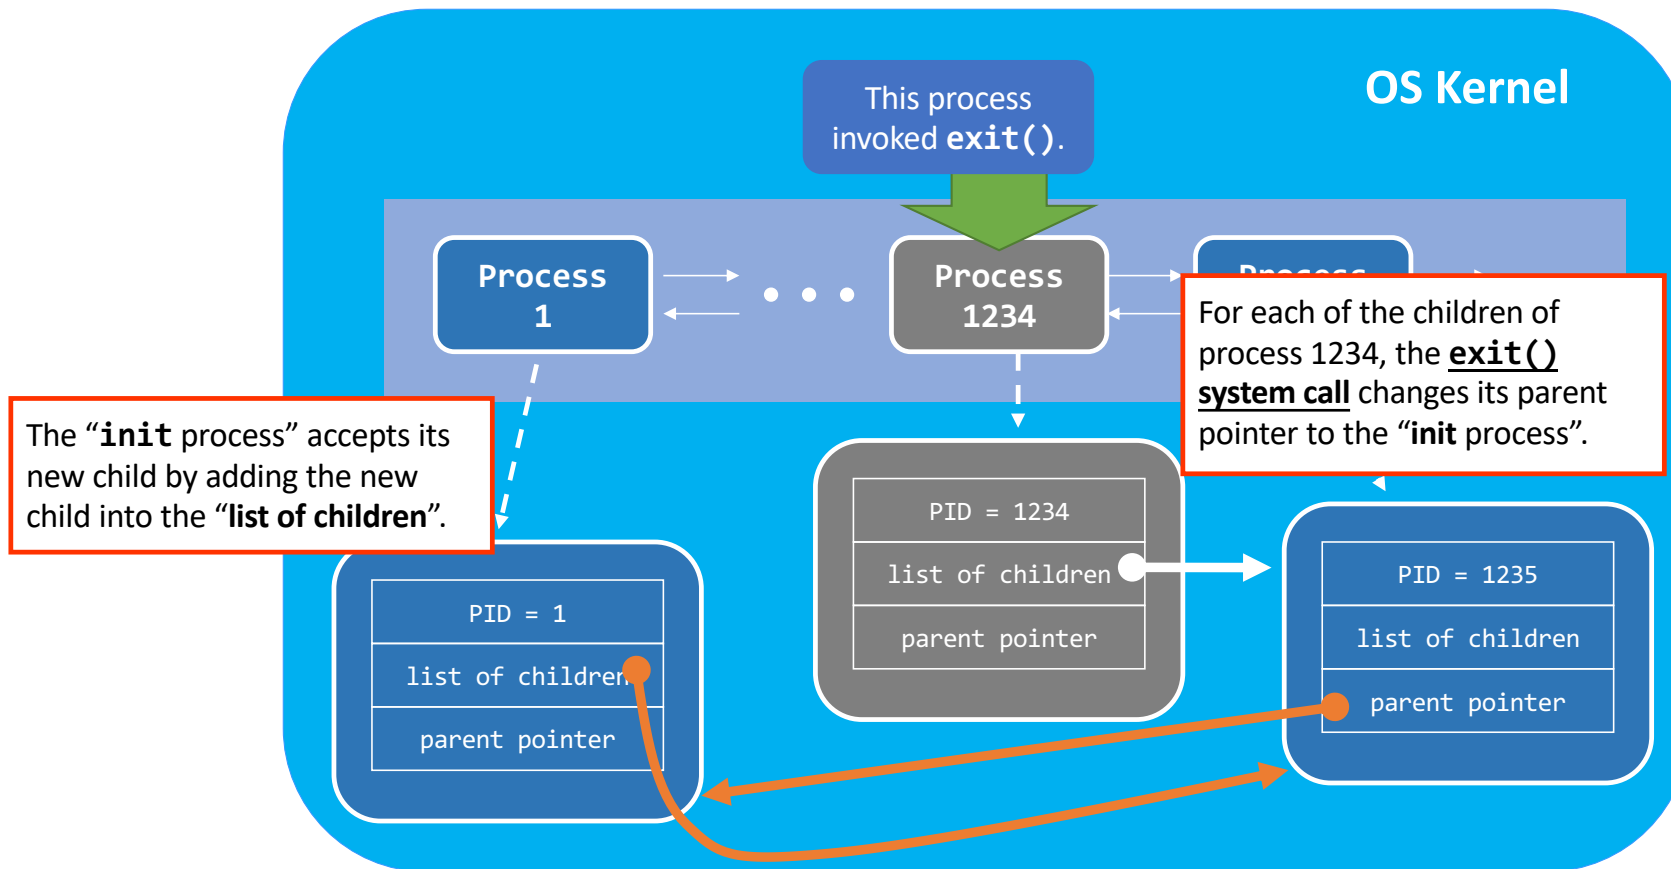 OS Kernel
This process
invoked exit().
Process
1
Process
1234
Process
For each of the children of
process 1234, the exit()
system call changes its parent
pointer to the “init process”.
The “init process” accepts its
new child by adding the new
child into the “list of children”.
PID = 1234
list of children
parent pointer
PID = 1235
list of children
parent pointer
PID = 1
list of children
parent pointer